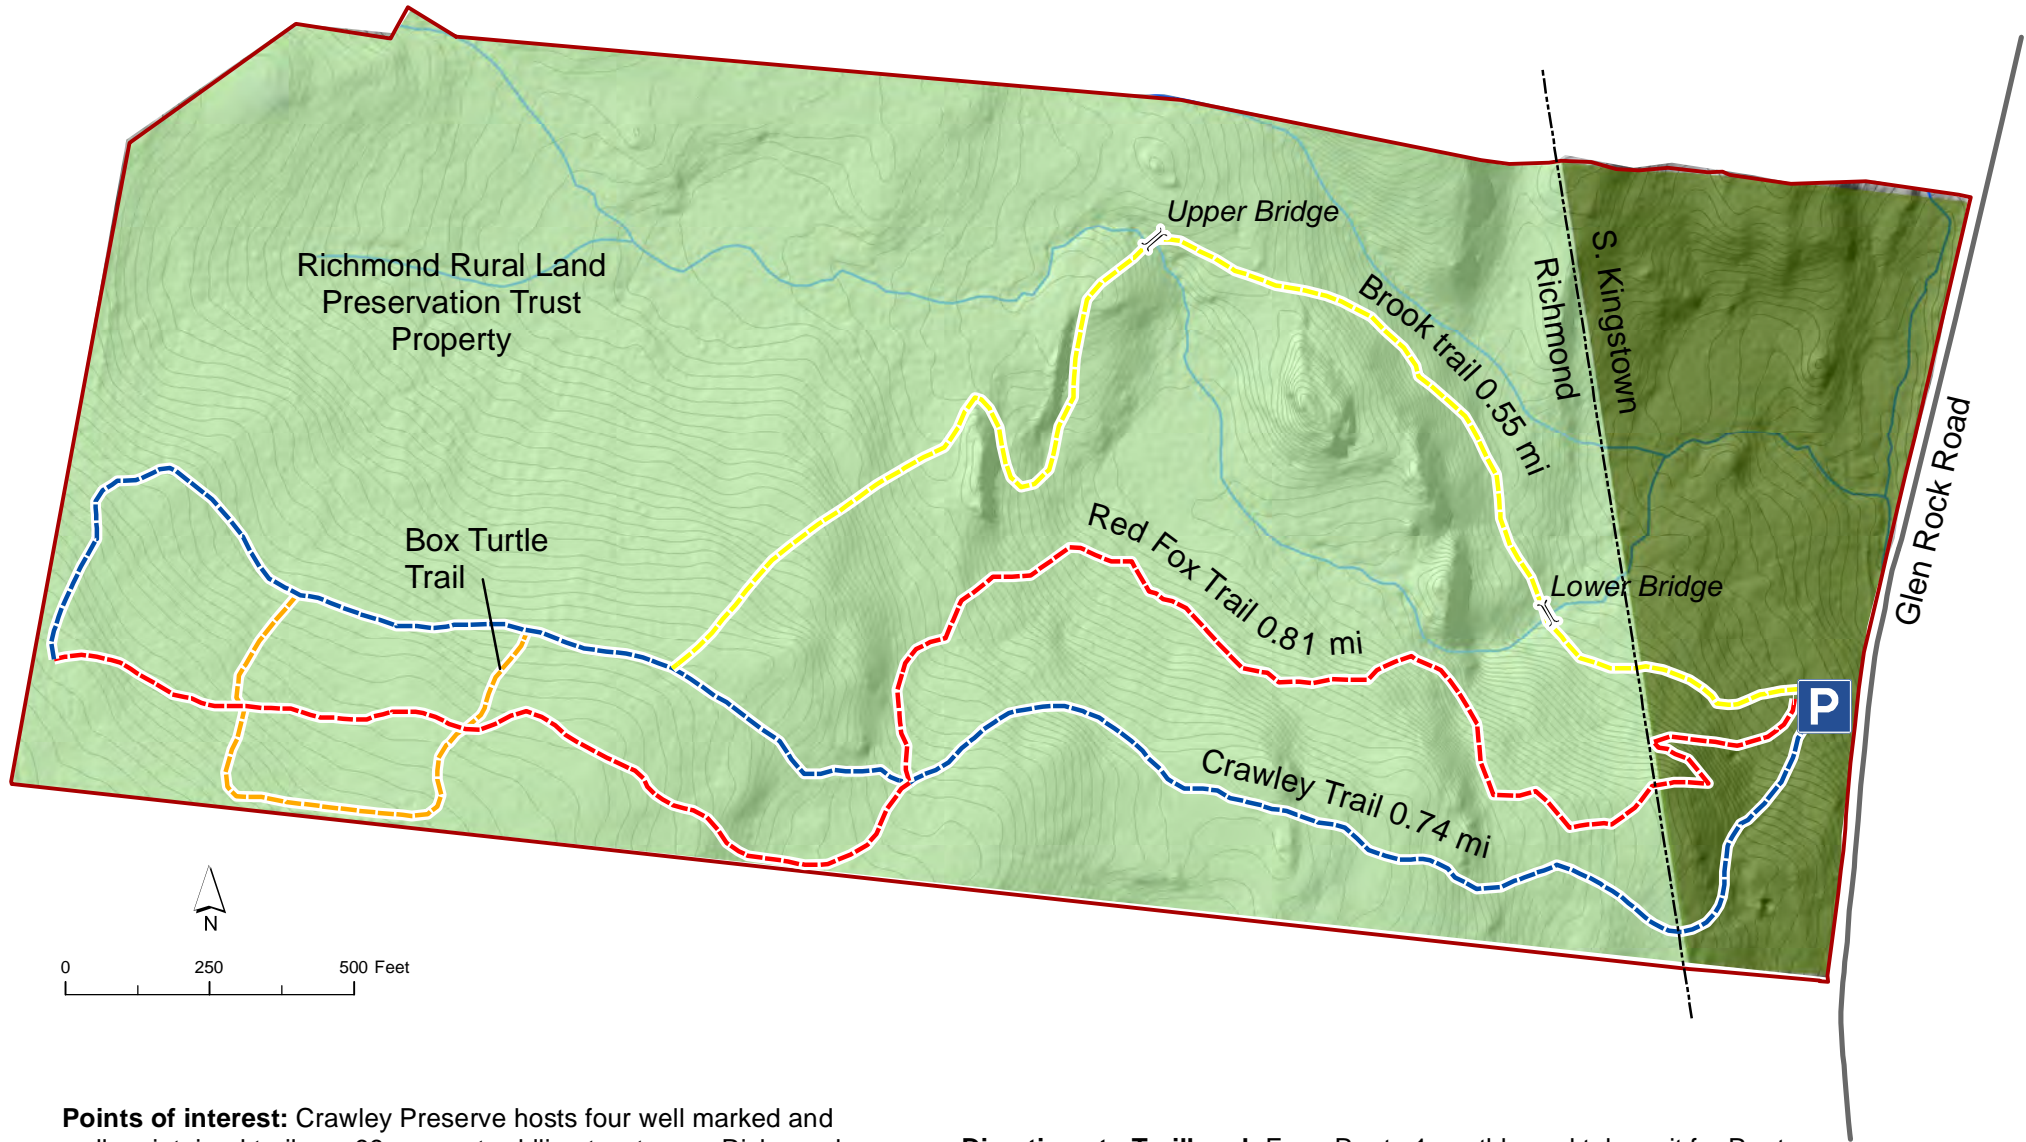 Upper Bridge
Richmond Rural Land
Preservation Trust
Property
S. Kingstown
Richmond
Brook trail 0.55 mi
Glen Rock Road
Red Fox Trail 0.81 mi
Box Turtle
Trail
Lower Bridge
P
Crawley Trail 0.74 mi
N
0 250 500 Feet
Points of interest: Crawley Preserve hosts four well marked and